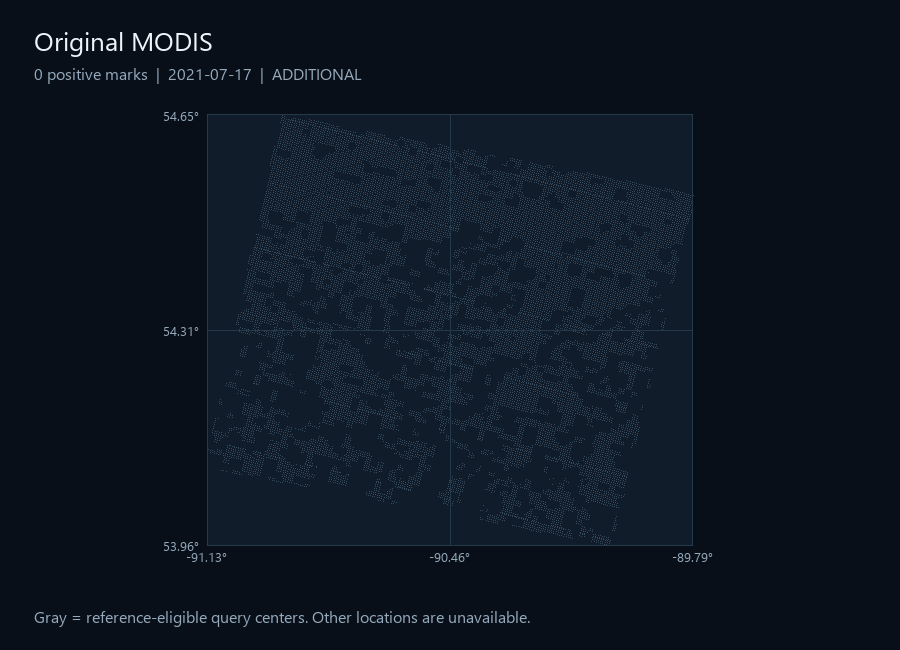 Original MODIS
0 positive marks | 2021-07-17 | ADDITIONAL
54.65°
54.31°
53.96°
-91.13°
-90.46°
-89.79°
Gray = reference-eligible query centers. Other locations are unavailable.